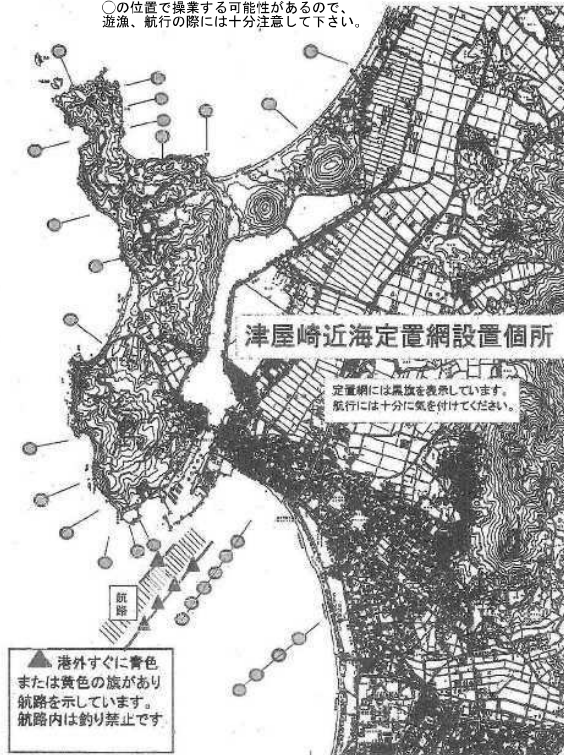 ○の位置で操業する可能性があるので、
遊漁、航行の際には十分注意して下さい。
津屋崎近海定置網設置個所
定置網には黒旗を表示しています。
航行には十分に気を付けてください。
航路
▲ 港外すぐに青色
または黄色の旗があり
航路を示しています。
航路内は釣り禁止です